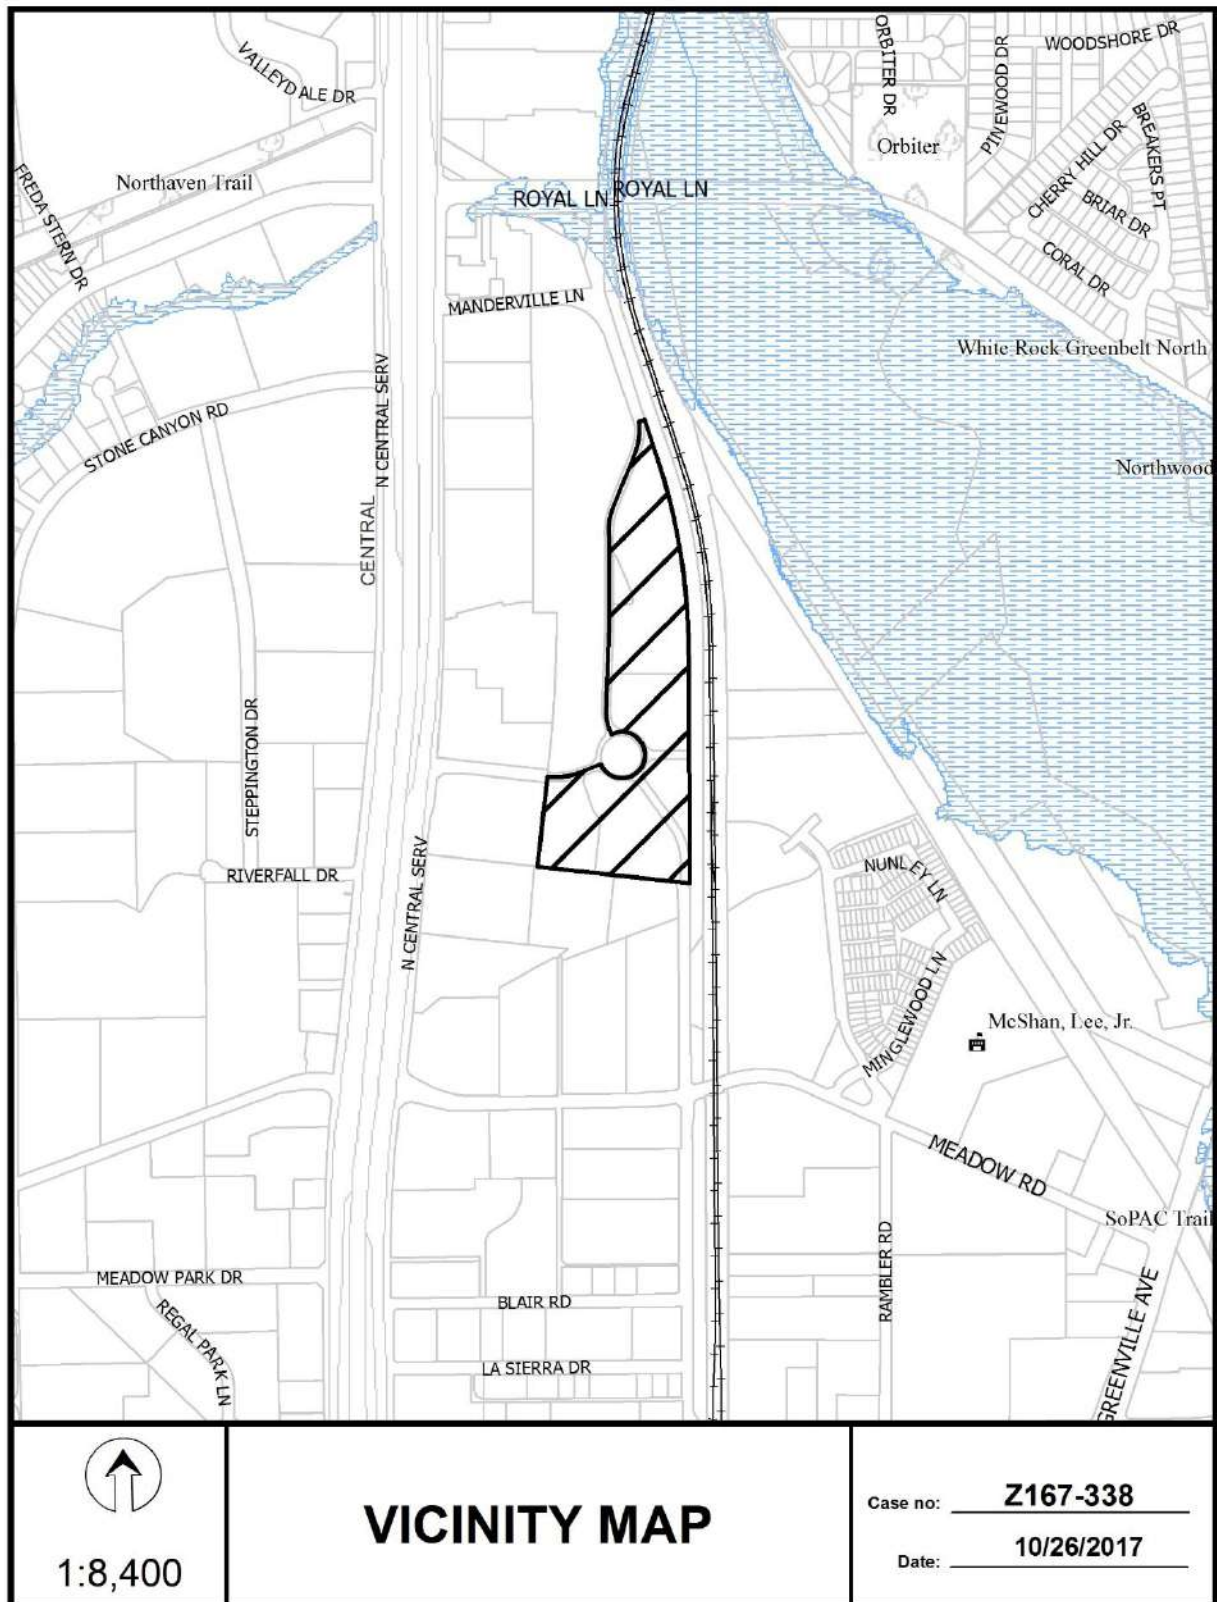 VALLEYDALE DR
ORBITER DR
PINEWOOD DR
WOODSHORE DR
BREAKERS PT
Orbiter
CHERRY HILL DR
Northaven Trail
FREDA STERN DR
ROYAL LN
ROYAL LN
BRIAR DR
CORAL DR
MANDERVILLE LN
White Rock Greenbelt North
N CENTRAL SERV
STONE CANYON RD
Northwood
CENTRAL
STEPPINGTON DR
RIVERFALL DR
N CENTRAL SERV
NUNLEY LN
MINGLEWOOD LN
McShan, Lee, Jr.
MEADOW RD
SoPAC Trail
RAMBLER RD
MEADOW PARK DR
GREENVILLE AVE
BLAIR RD
REGAL PARK LN
LA SIERRA DR
1:8,400
VICINITY MAP
Case no: Z167-338
Date: 10/26/2017